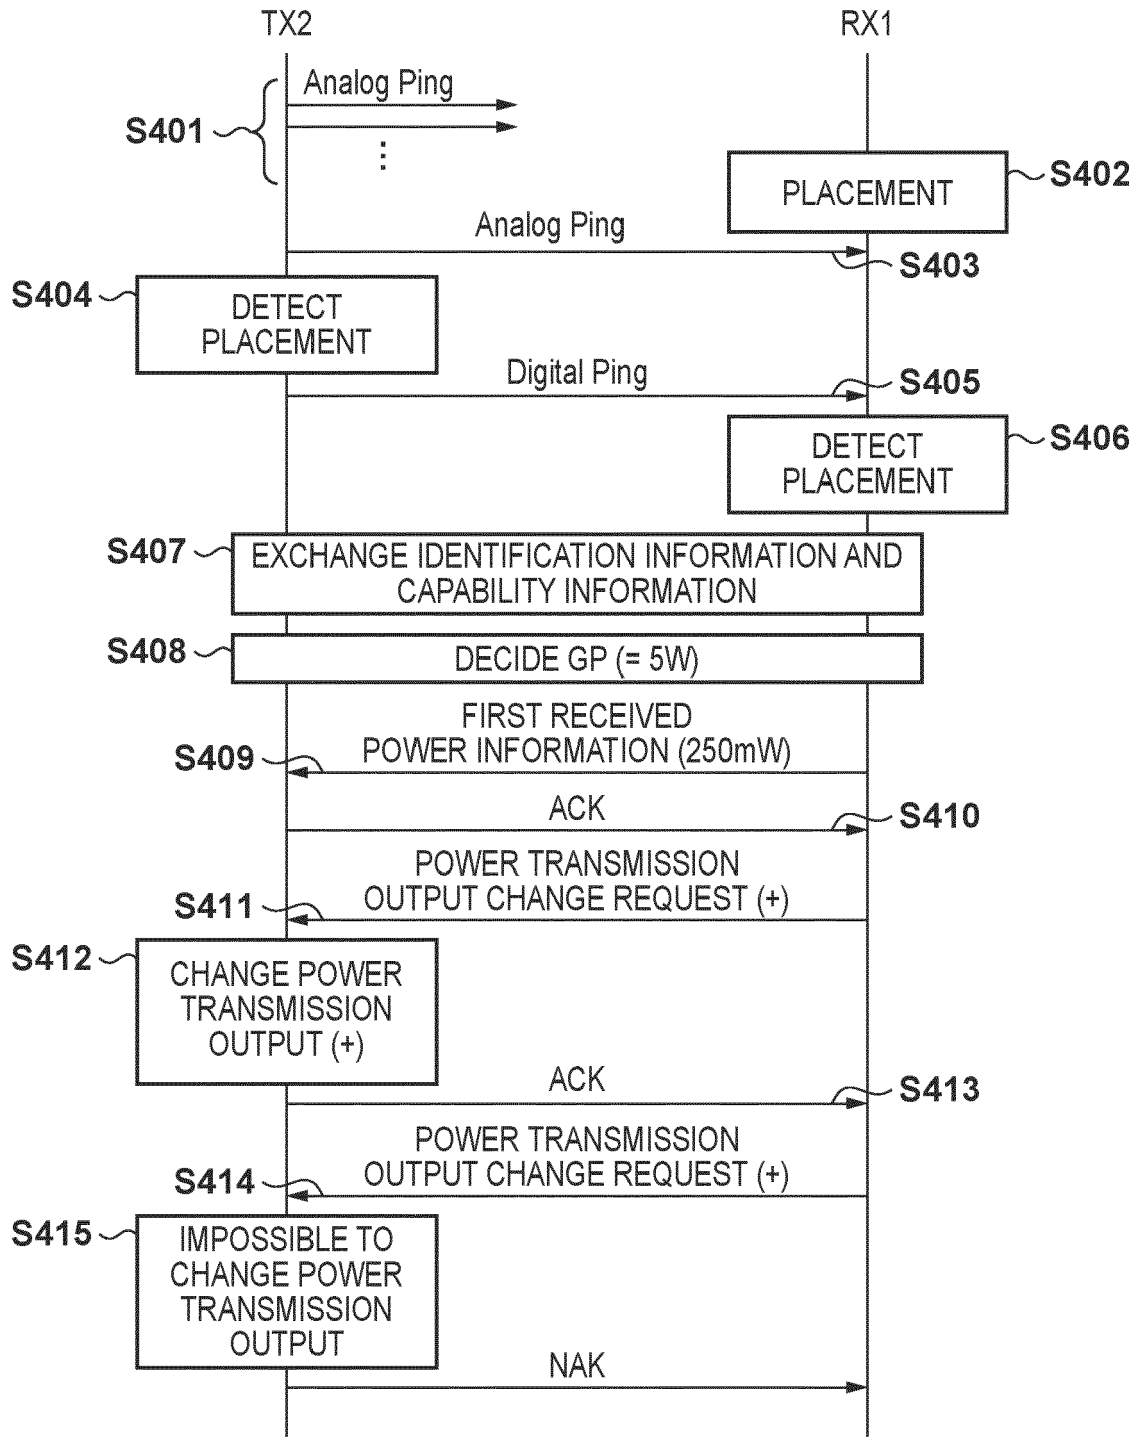 TX2
RX1
Analog Ping
S401
⋮
S402
PLACEMENT
Analog Ping
S403
S404
DETECT
PLACEMENT
Digital Ping
S405
S406
DETECT
PLACEMENT
S407
EXCHANGE IDENTIFICATION INFORMATION AND
CAPABILITY INFORMATION
S408
DECIDE GP (= 5W)
FIRST RECEIVED
POWER INFORMATION (250mW)
S409
ACK
S410
POWER TRANSMISSION
OUTPUT CHANGE REQUEST (+)
S411
S412
CHANGE POWER
TRANSMISSION
OUTPUT (+)
ACK
S413
POWER TRANSMISSION
OUTPUT CHANGE REQUEST (+)
S414
S415
IMPOSSIBLE TO
CHANGE POWER
TRANSMISSION
OUTPUT
NAK